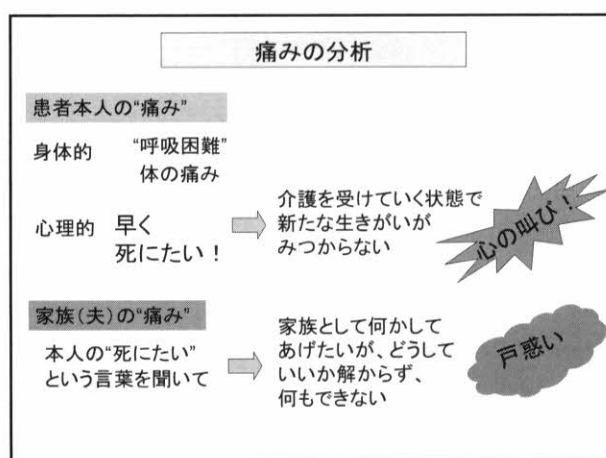 痛みの分析
患者本人の“痛み”
身体的 “呼吸困難”
体の痛み
心理的 早く
死にたい！
介護を受けていく状態で
新たな生きがいが
みつからない
心の叫び！
家族（夫）の“痛み”
本人の“死にたい”
という言葉を聞いて
家族として何かして
あげたいが、どうして
いいか解からず、
何もできない
戸惑い